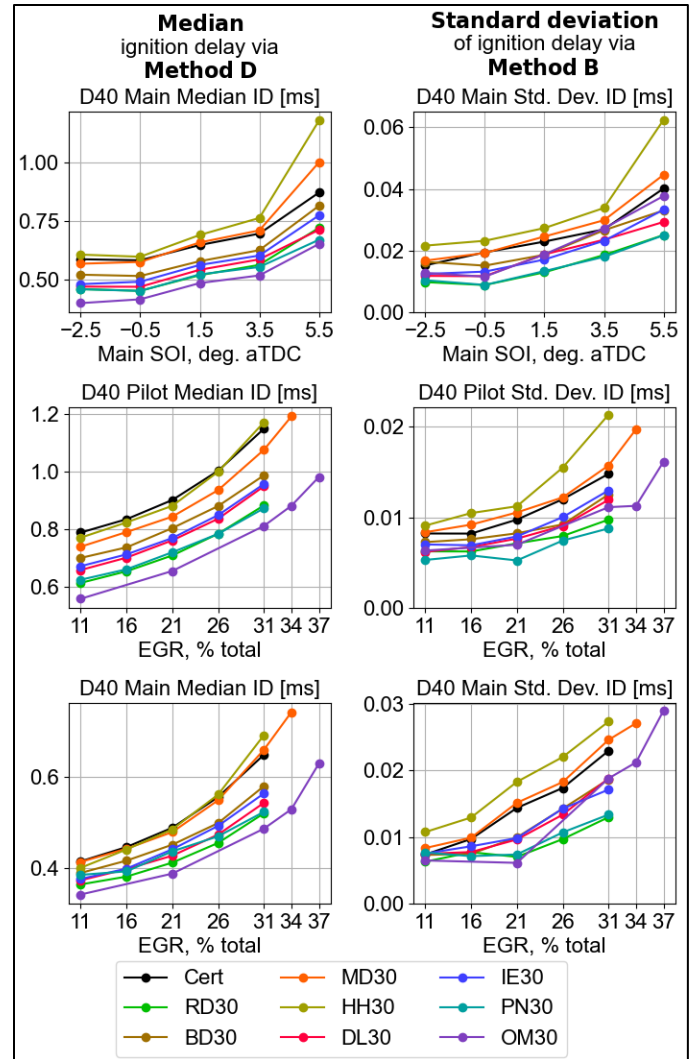 Median
ignition delay via
Method D
Standard deviation
of ignition delay via
Method B
D40 Main Median ID [ms]
1.00
0.75
0.50
−2.5 −0.5 1.5 3.5 5.5
Main SOI, deg. aTDC
D40 Main Std. Dev. ID [ms]
0.06
0.04
0.02
0.00
−2.5 −0.5 1.5 3.5 5.5
Main SOI, deg. aTDC
D40 Pilot Median ID [ms]
1.2
1.0
0.8
0.6
11 16 21 26 31 34 37
EGR, % total
D40 Pilot Std. Dev. ID [ms]
0.02
0.01
0.00
11 16 21 26 31 34 37
EGR, % total
D40 Main Median ID [ms]
0.6
0.4
11 16 21 26 31 34 37
EGR, % total
D40 Main Std. Dev. ID [ms]
0.03
0.02
0.01
0.00
11 16 21 26 31 34 37
EGR, % total
Cert MD30 IE30
RD30 HH30 PN30
BD30 DL30 OM30